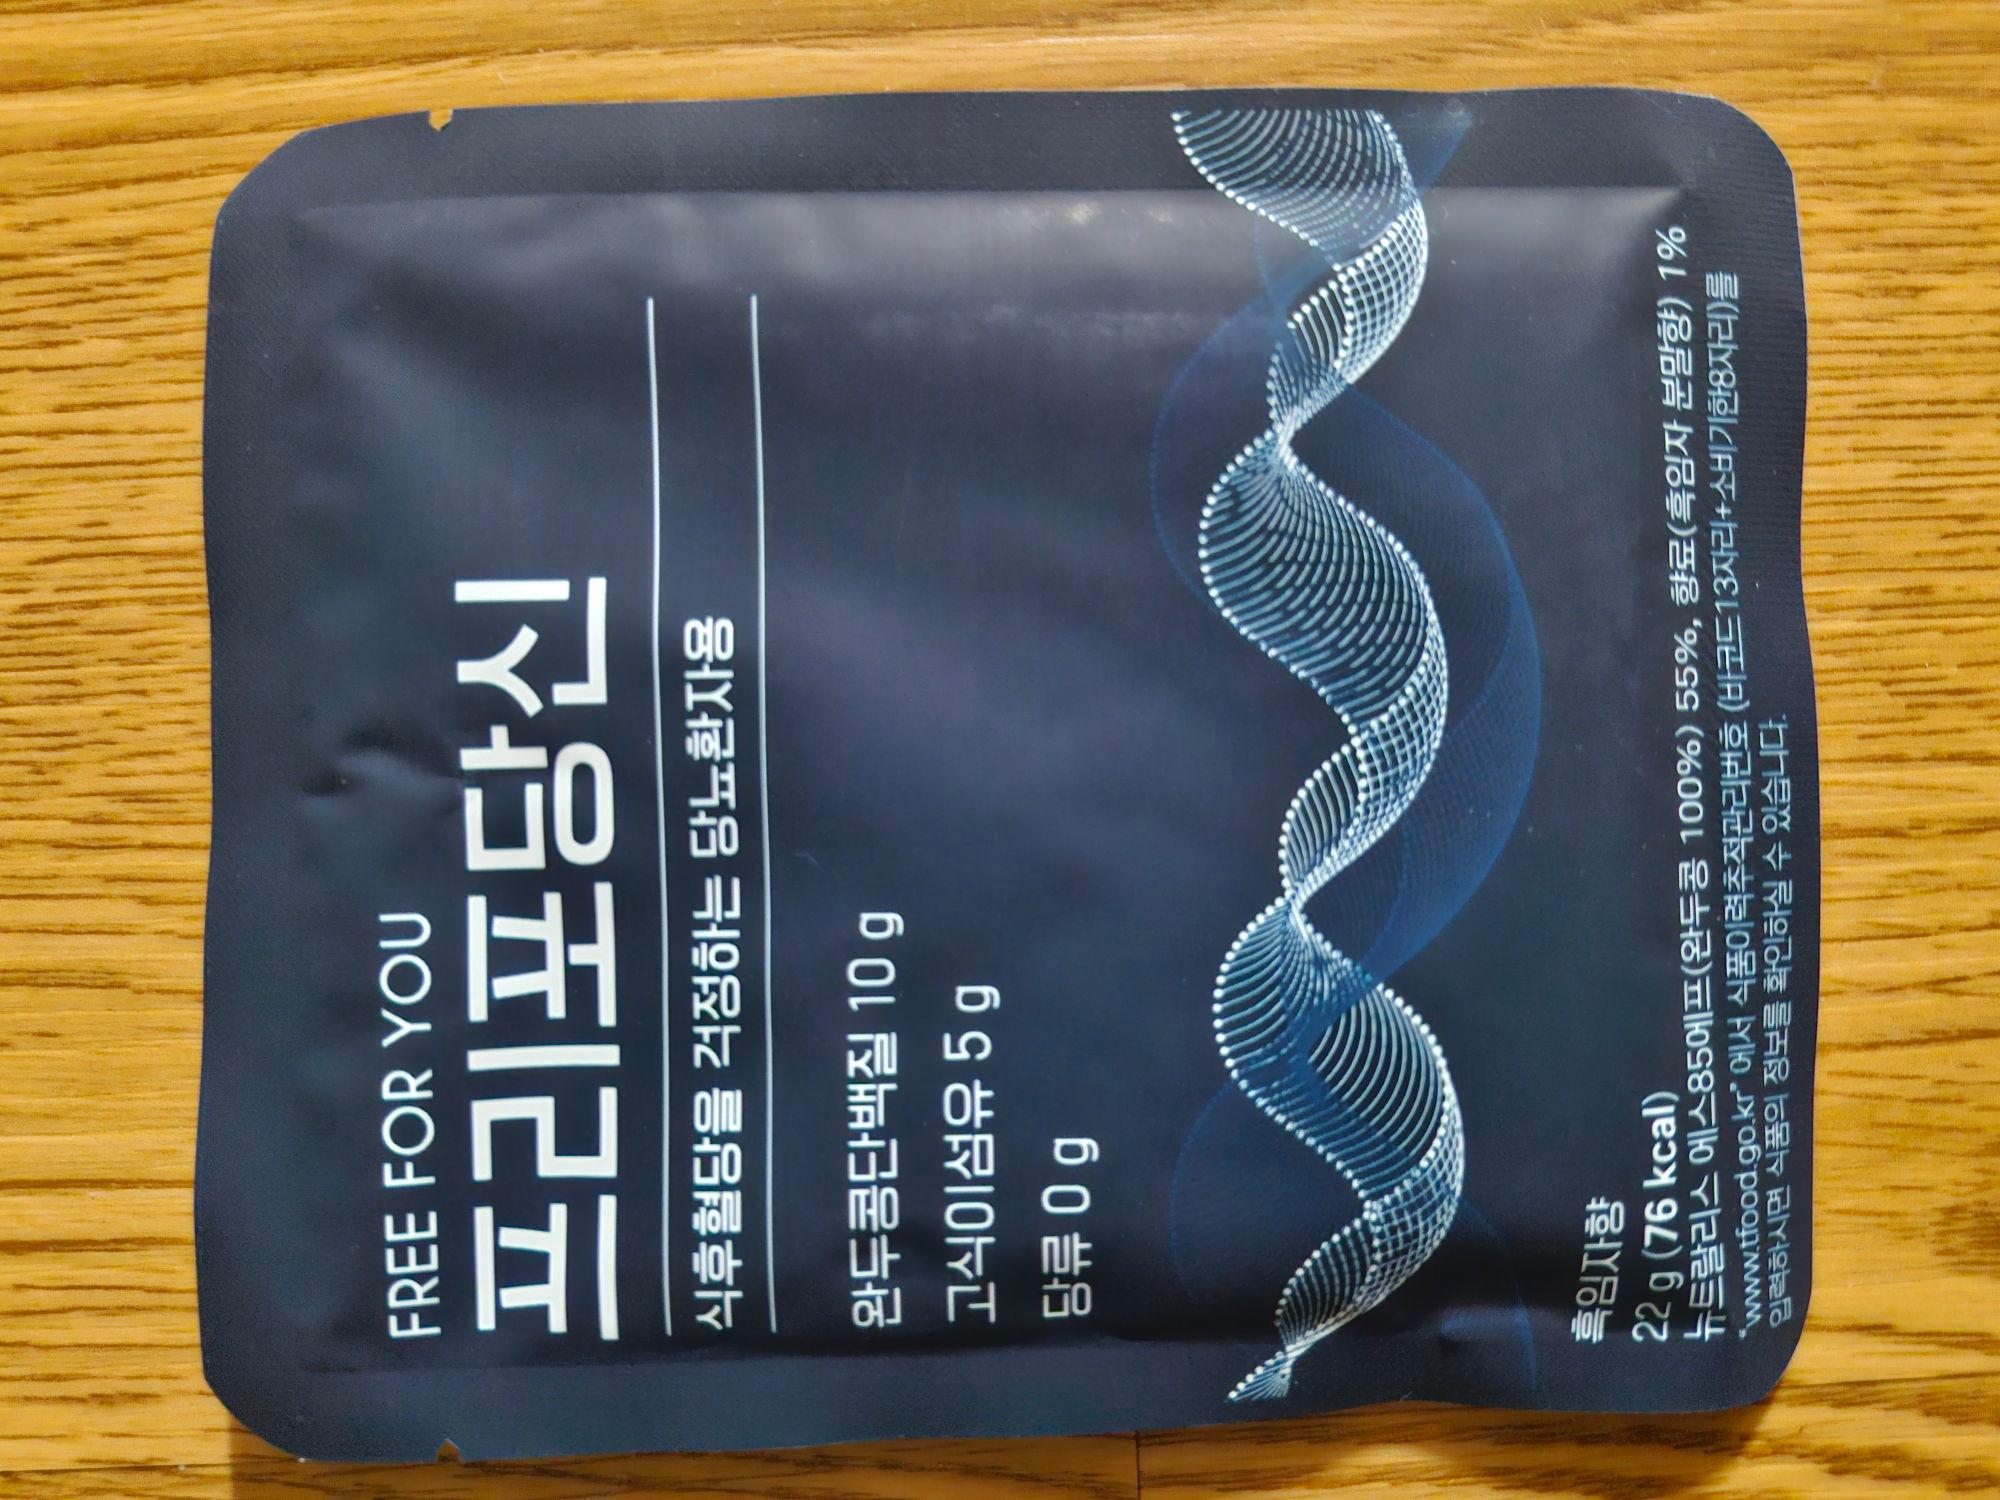 FREE FOR YOU
프리포당신
식후혈당을 걱정하는 당뇨환자용
완두콩단백질 10 g
고식이섬유 5 g
당류 0 g
흑임자향
22 g (76 kcal)
뉴트랄리스 에스85에프(완두콩 100%) 55%, 향료(흑임자 분말향) 1%
"www.tfood.go.kr" 에서 식품이력추적관리번호 (바코드13자리+소비기한8자리)를
입력하시면 식품의 정보를 확인하실 수 있습니다.